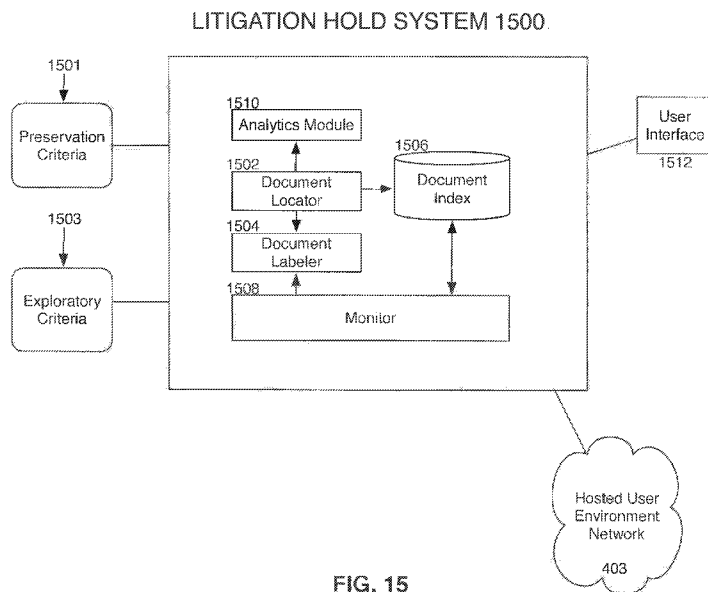 LITIGATION HOLD SYSTEM 1500
1501
Preservation
Criteria
1503
Exploratory
Criteria
1510
Analytics Module
1502
Document
Locator
1504
Document
Labeler
1506
Document
Index
1508
Monitor
User
Interface
1512
Hosted User
Environment
Network
403
FIG. 15